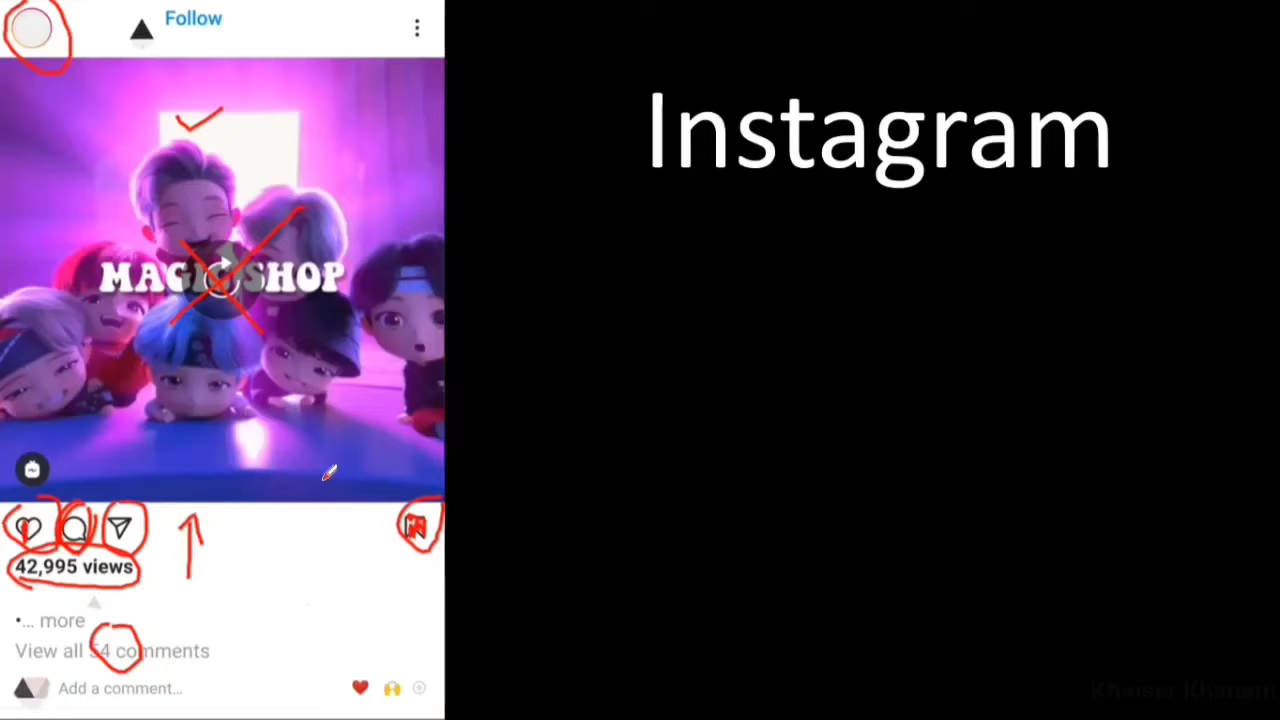 Follow
Instagram
MAGIC SHOP
42,995 views
•... more
View all 54 comments
Add a comment...